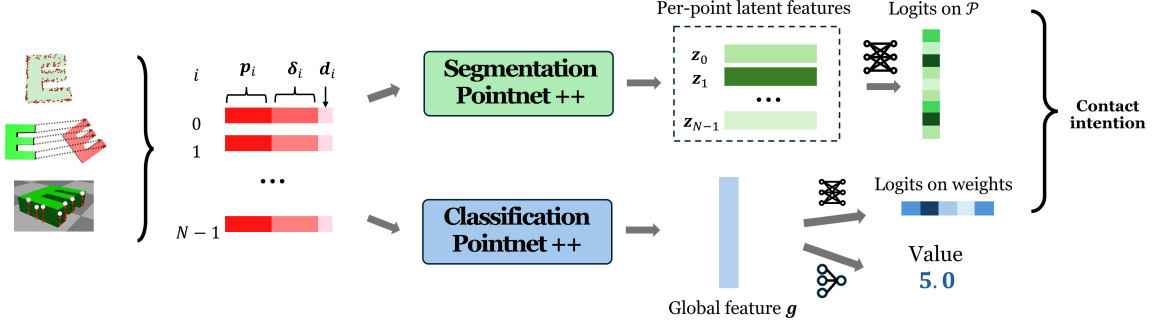 Per-point latent features
Logits on 𝒫
i
p_i
δ_i
d_i
0
1
...
N − 1
Segmentation
Pointnet ++
Classification
Pointnet ++
z_0
z_1
...
z_{N−1}
Global feature g
Logits on weights
Value
5.0
Contact
intention